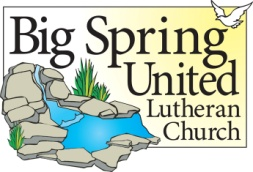 Big Spring
United
Lutheran
Church